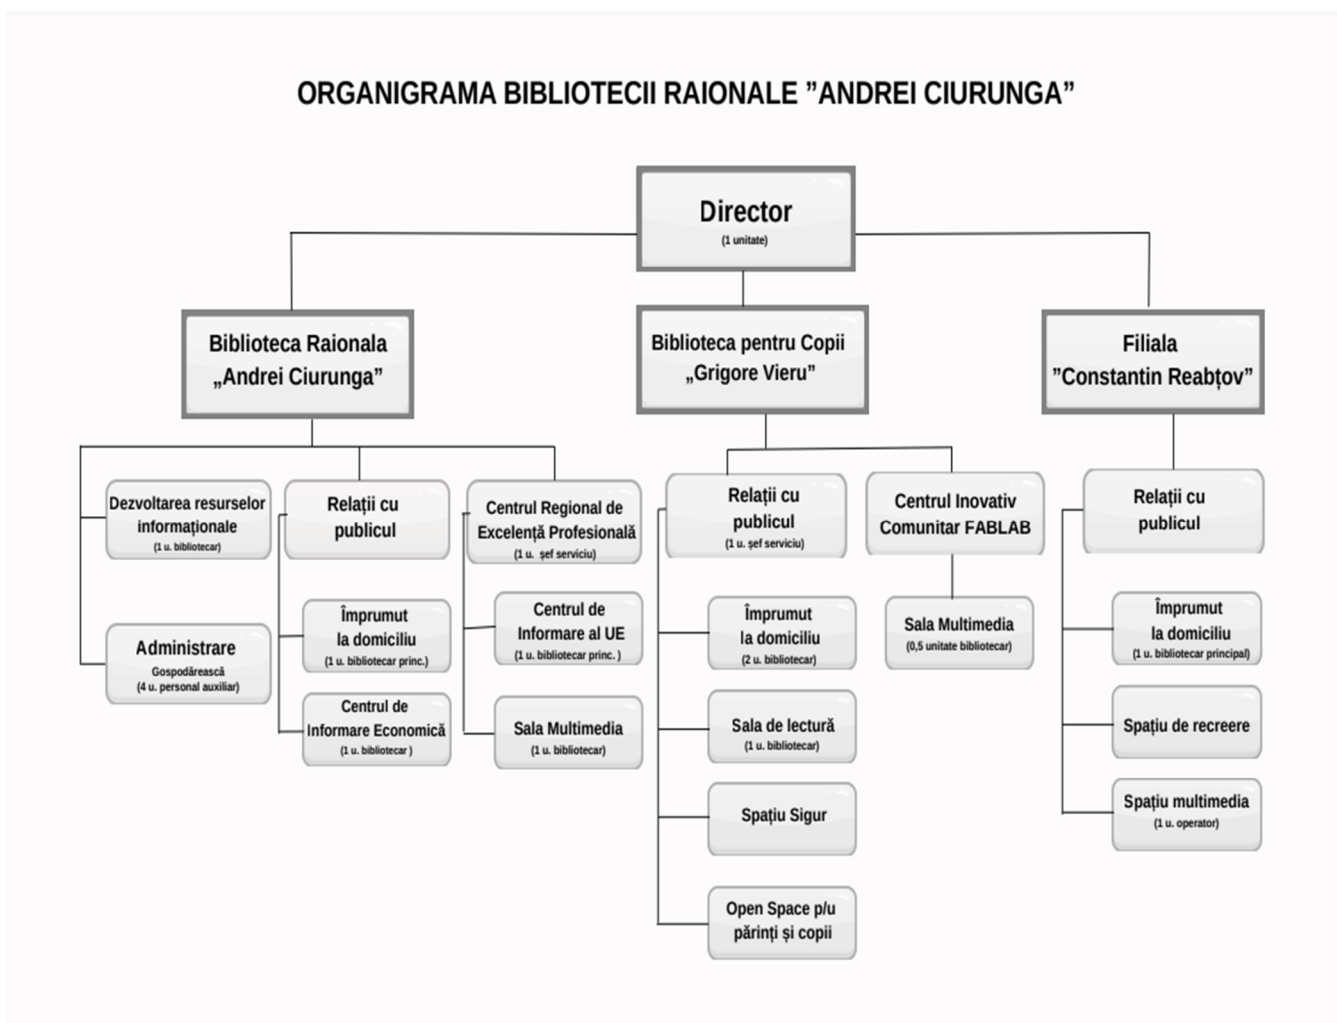 ORGANIGRAMA BIBLIOTECII RAIONALE ”ANDREI CIURUNGA”
Director
(1 unitate)
Biblioteca Raionala
„Andrei Ciurunga”
Biblioteca pentru Copii
„Grigore Vieru”
Filiala
”Constantin Reabțov”
Dezvoltarea resurselor
informaționale
(1 u. bibliotecar)
Administrare
Gospodărească
(4 u. personal auxiliar)
Relații cu
publicul
Împrumut
la domiciliu
(1 u. bibliotecar princ.)
Centrul de
Informare Economică
(1 u. bibliotecar )
Centrul Regional de
Excelență Profesională
(1 u. șef serviciu)
Centrul de
Informare al UE
(1 u. bibliotecar princ. )
Sala Multimedia
(1 u. bibliotecar)
Relații cu
publicul
(1 u. șef serviciu)
Împrumut
la domiciliu
(2 u. bibliotecar)
Sala de lectură
(1 u. bibliotecar)
Spațiu Sigur
Open Space p/u
părinți și copii
Centrul Inovativ
Comunitar FABLAB
Sala Multimedia
(0,5 unitate bibliotecar)
Relații cu
publicul
Împrumut
la domiciliu
(1 u. bibliotecar principal)
Spațiu de recreere
Spațiu multimedia
(1 u. operator)